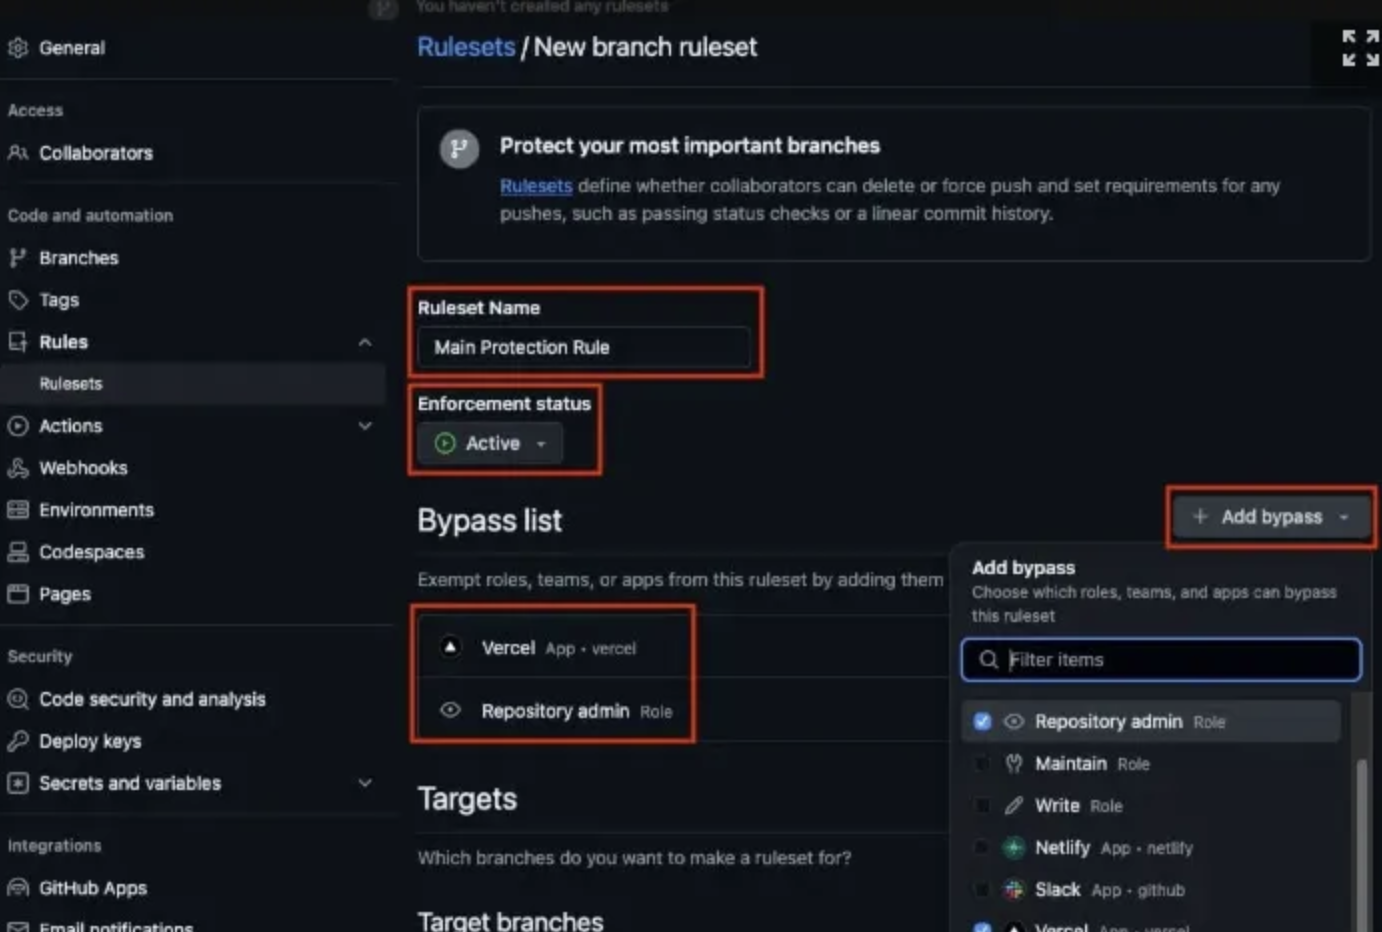 You haven't created any rulesets
General
Access
Collaborators
Code and automation
Branches
Tags
Rules
Rulesets
Actions
Webhooks
Environments
Codespaces
Pages
Security
Code security and analysis
Deploy keys
Secrets and variables
Integrations
GitHub Apps
Email notifications
Rulesets / New branch ruleset
Protect your most important branches
Rulesets define whether collaborators can delete or force push and set requirements for any
pushes, such as passing status checks or a linear commit history.
Ruleset Name
Main Protection Rule
Enforcement status
Active
Bypass list
+ Add bypass
Exempt roles, teams, or apps from this ruleset by adding them
Vercel App • vercel
Repository admin Role
Targets
Which branches do you want to make a ruleset for?
Target branches
Add bypass
Choose which roles, teams, and apps can bypass
this ruleset
Filter items
Repository admin Role
Maintain Role
Write Role
Netlify App • netlify
Slack App • github
Vercel App • vercel